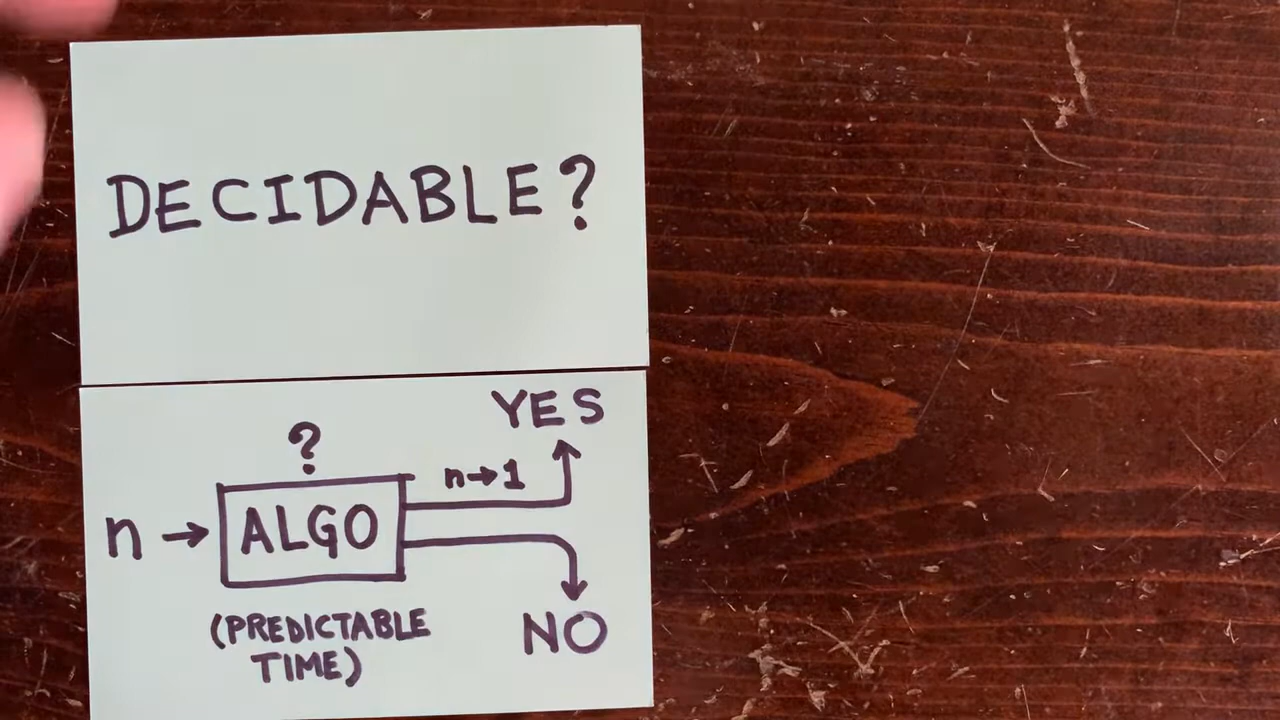 DECIDABLE?
YES
?
n→1
n → ALGO
(PREDICTABLE
TIME)
NO